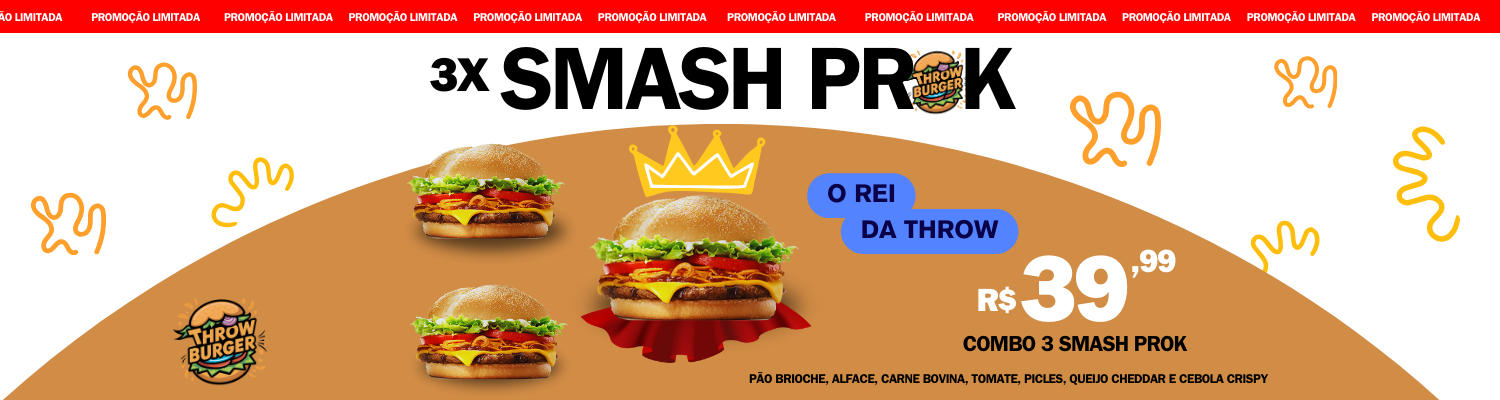 ÃO LIMITADA PROMOÇÃO LIMITADA PROMOÇÃO LIMITADA PROMOÇÃO LIMITADA PROMOÇÃO LIMITADA PROMOÇÃO LIMITADA PROMOÇÃO LIMITADA PROMOÇÃO LIMITADA PROMOÇÃO LIMITADA PROMOÇÃO LIMITADA PROMOÇÃO LIMITADA PROMOÇÃO LIMITADA
3X SMASH PR K
THROW
BURGER
O REI
DA THROW
R$ 39,99
THROW
BURGER
COMBO 3 SMASH PROK
PÃO BRIOCHE, ALFACE, CARNE BOVINA, TOMATE, PICLES, QUEIJO CHEDDAR E CEBOLA CRISPY